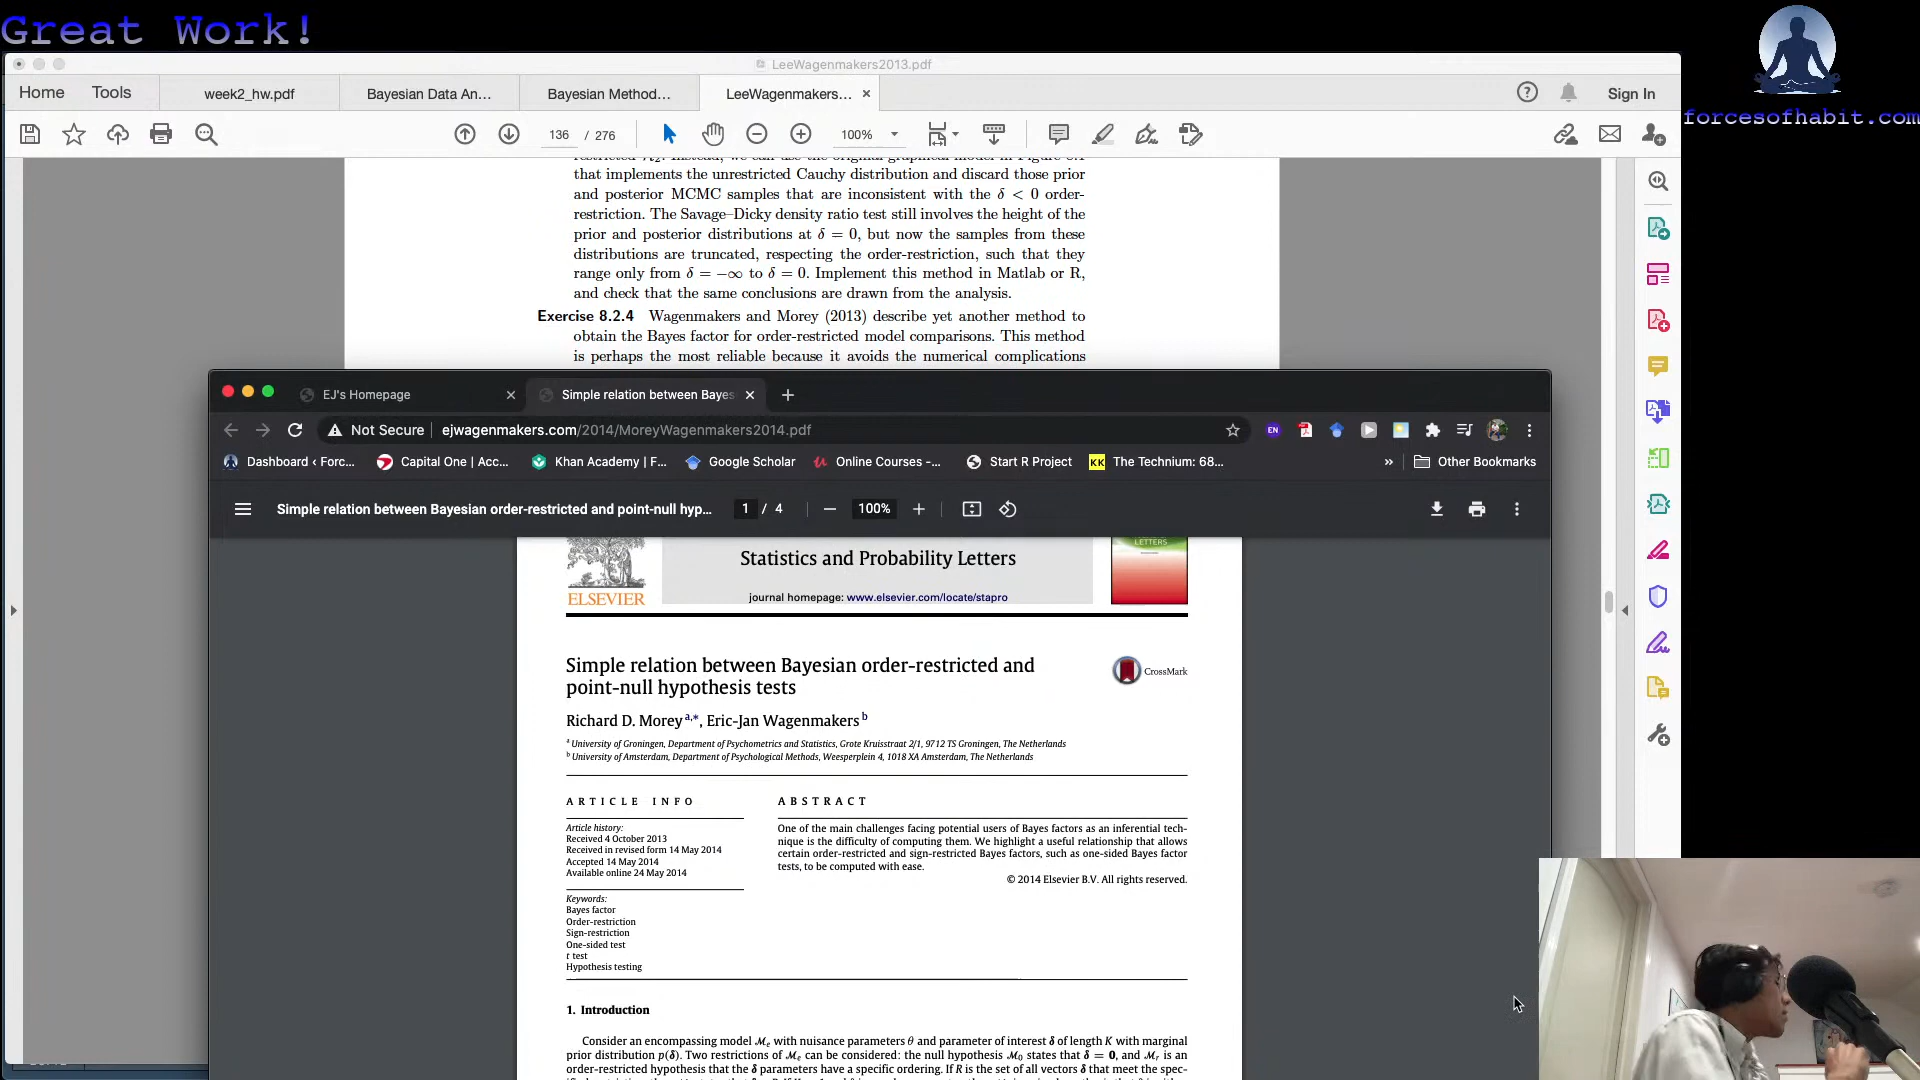 Great Work!
forcesofhabit.com
LeeWagenmakers2013.pdf
Home
Tools
week2_hw.pdf
Bayesian Data An...
Bayesian Method...
LeeWagenmakers... ×
Sign In
136 / 276
100%
that implements the unrestricted Cauchy distribution and discard those prior
and posterior MCMC samples that are inconsistent with the δ < 0 order-
restriction. The Savage–Dicky density ratio test still involves the height of the
prior and posterior distributions at δ = 0, but now the samples from these
distributions are truncated, respecting the order-restriction, such that they
range only from δ = −∞ to δ = 0. Implement this method in Matlab or R,
and check that the same conclusions are drawn from the analysis.
Exercise 8.2.4 Wagenmakers and Morey (2013) describe yet another method to
obtain the Bayes factor for order-restricted model comparisons. This method
is perhaps the most reliable because it avoids the numerical complications
EJ's Homepage
Simple relation between Bayes
Not Secure ejwagenmakers.com/2014/MoreyWagenmakers2014.pdf
EN
Dashboard ‹ Forc...
Capital One | Acc...
Khan Academy | F...
Google Scholar
Online Courses -...
Start R Project
KK The Technium: 68...
» Other Bookmarks
Simple relation between Bayesian order-restricted and point-null hyp...
1 / 4
100%
ELSEVIER
Statistics and Probability Letters
journal homepage: www.elsevier.com/locate/stapro
LETTERS
Simple relation between Bayesian order-restricted and
point-null hypothesis tests
CrossMark
Richard D. Morey a,*, Eric-Jan Wagenmakers b
a University of Groningen, Department of Psychometrics and Statistics, Grote Kruisstraat 2/1, 9712 TS Groningen, The Netherlands
b University of Amsterdam, Department of Psychological Methods, Weesperplein 4, 1018 XA Amsterdam, The Netherlands
ARTICLE INFO
Article history:
Received 4 October 2013
Received in revised form 14 May 2014
Accepted 14 May 2014
Available online 24 May 2014
Keywords:
Bayes factor
Order-restriction
Sign-restriction
One-sided test
t test
Hypothesis testing
ABSTRACT
One of the main challenges facing potential users of Bayes factors as an inferential tech-
nique is the difficulty of computing them. We highlight a useful relationship that allows
certain order-restricted and sign-restricted Bayes factors, such as one-sided Bayes factor
tests, to be computed with ease.
© 2014 Elsevier B.V. All rights reserved.
1. Introduction
Consider an encompassing model ℳe with nuisance parameters θ and parameter of interest δ of length K with marginal
prior distribution p(δ). Two restrictions of ℳe can be considered: the null hypothesis ℳ0 states that δ = 0, and ℳr is an
order-restricted hypothesis that the δ parameters have a specific ordering. If R is the set of all vectors δ that meet the spec-